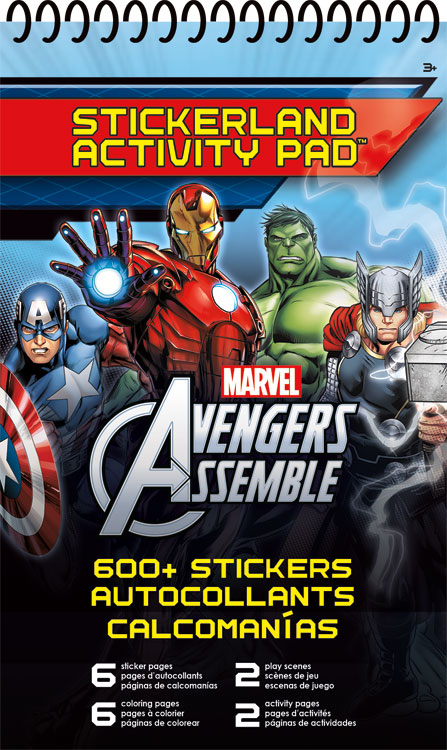 3+
STICKERLAND
ACTIVITY PAD™
MARVEL
AVENGERS
ASSEMBLE
600+ STICKERS
AUTOCOLLANTS
CALCOMANÍAS
6 sticker pages
pages d'autocollants
páginas de calcomanías
2 play scenes
scènes de jeu
escenas de juego
6 coloring pages
pages à colorier
páginas de colorear
2 activity pages
pages d'activités
páginas de actividades